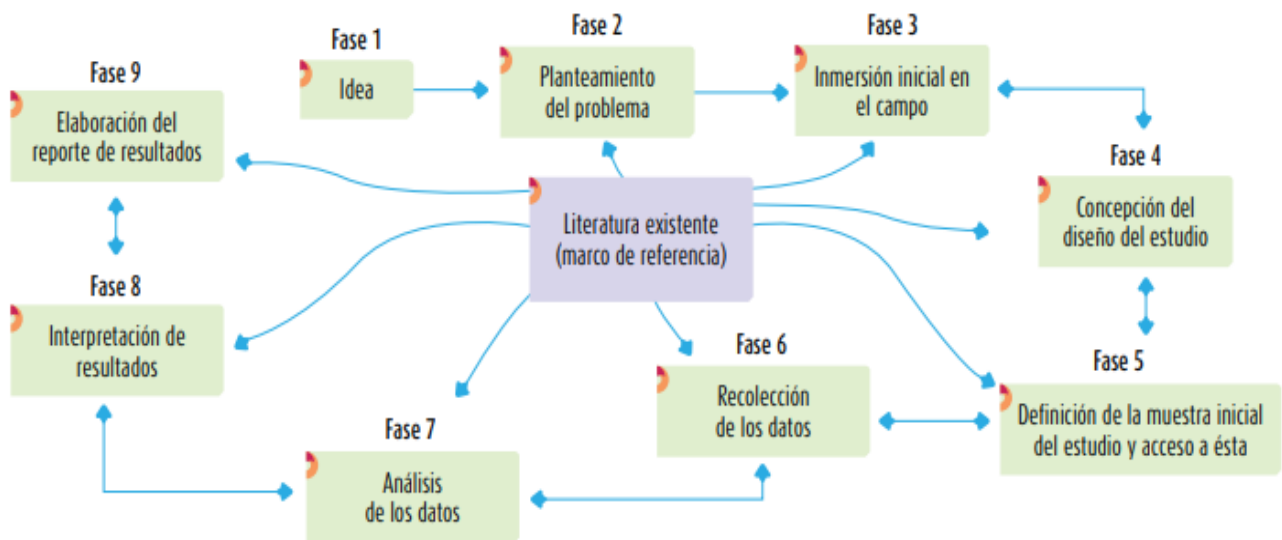 Fase 1
Idea
Fase 2
Planteamiento
del problema
Fase 3
Inmersión inicial en
el campo
Fase 4
Concepción del
diseño del estudio
Fase 5
Definición de la muestra inicial
del estudio y acceso a ésta
Fase 6
Recolección
de los datos
Fase 7
Análisis
de los datos
Fase 8
Interpretación de
resultados
Fase 9
Elaboración del
reporte de resultados
Literatura existente
(marco de referencia)